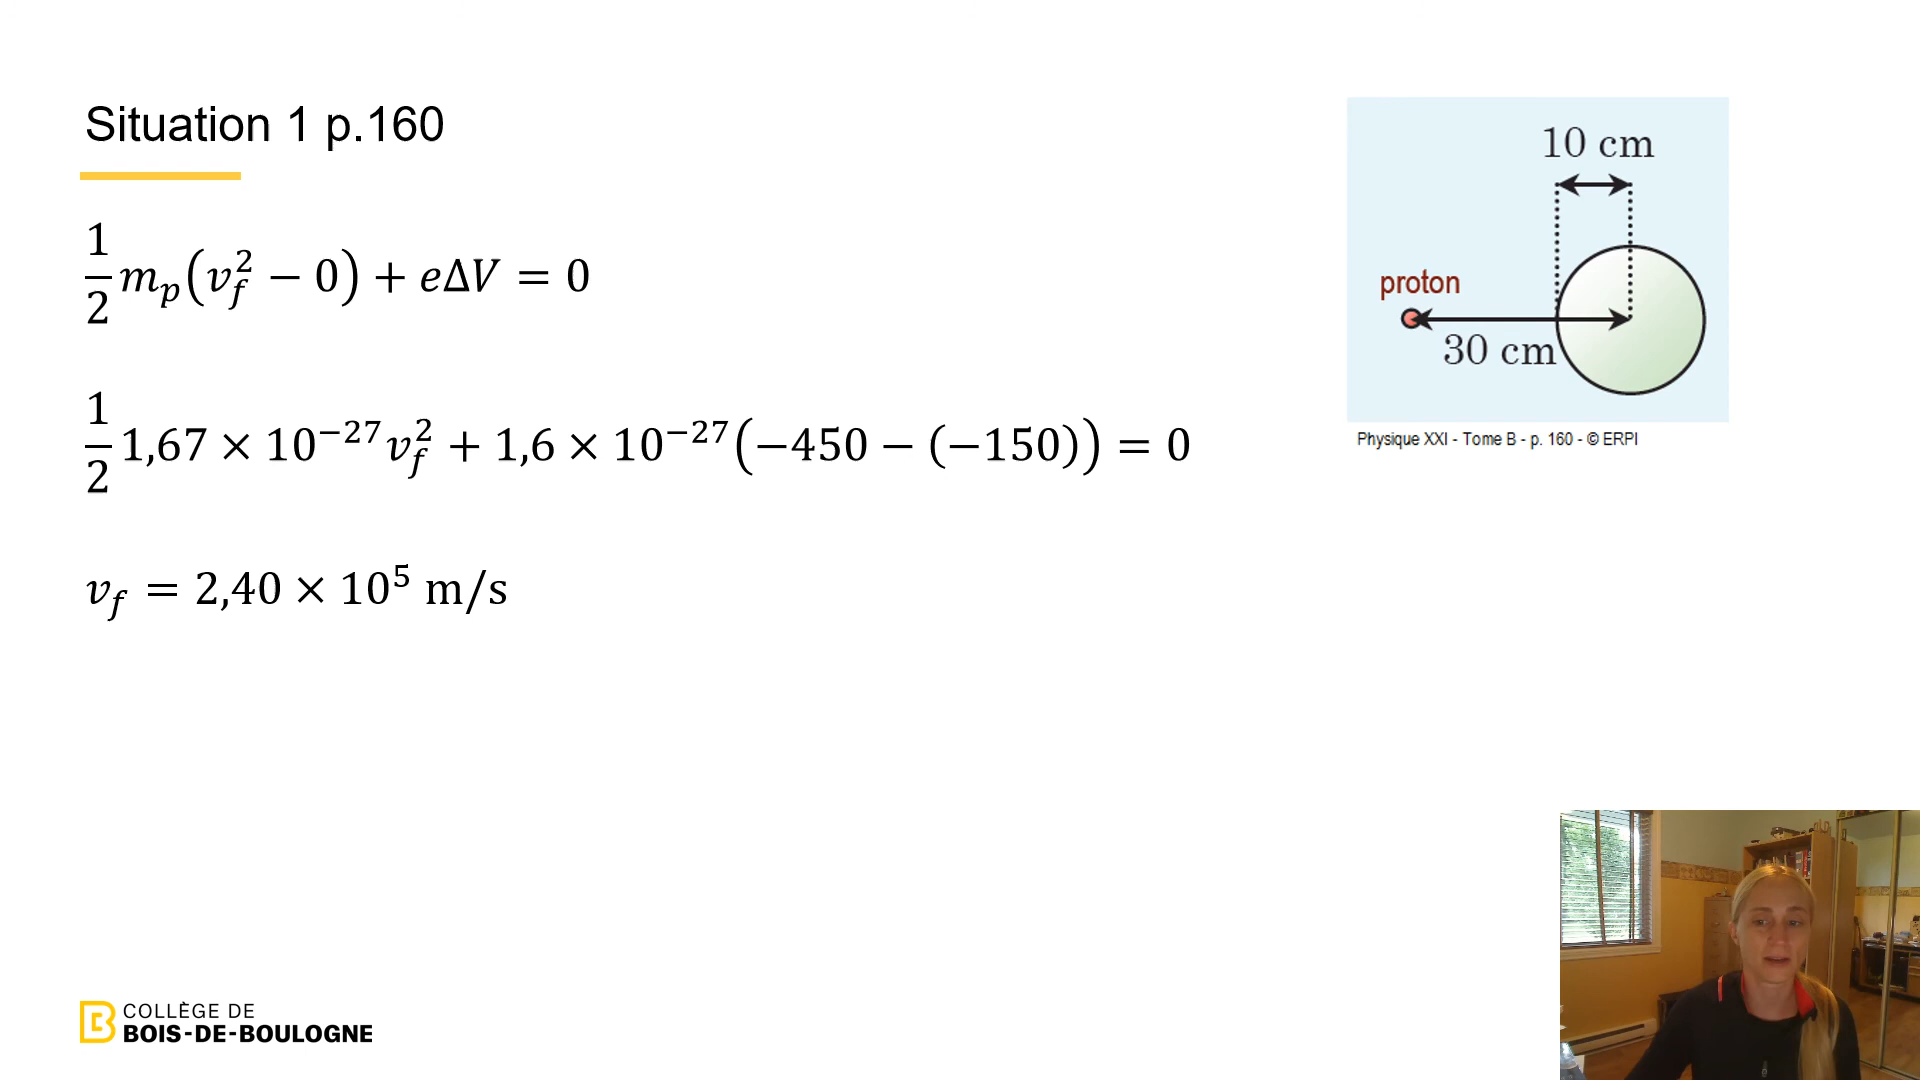 Situation 1 p.160
1/2 m_p(v_f^2 − 0) + eΔV = 0
1/2 1,67 × 10^−27 v_f^2 + 1,6 × 10^−27(−450 − (−150)) = 0
v_f = 2,40 × 10^5 m/s
10 cm
proton
30 cm
Physique XXI - Tome B - p. 160 - © ERPI
COLLÈGE DE
BOIS-DE-BOULOGNE